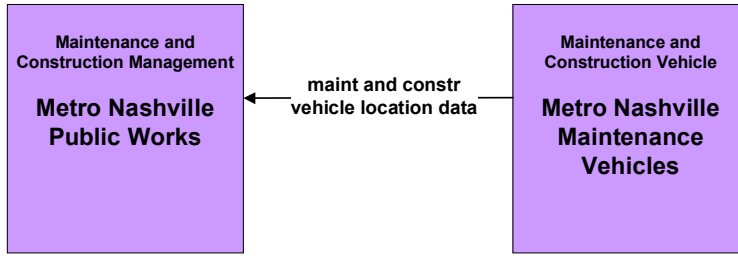 Maintenance and
Construction Management
Metro Nashville
Public Works
maint and constr
vehicle location data
Maintenance and
Construction Vehicle
Metro Nashville
Maintenance
Vehicles